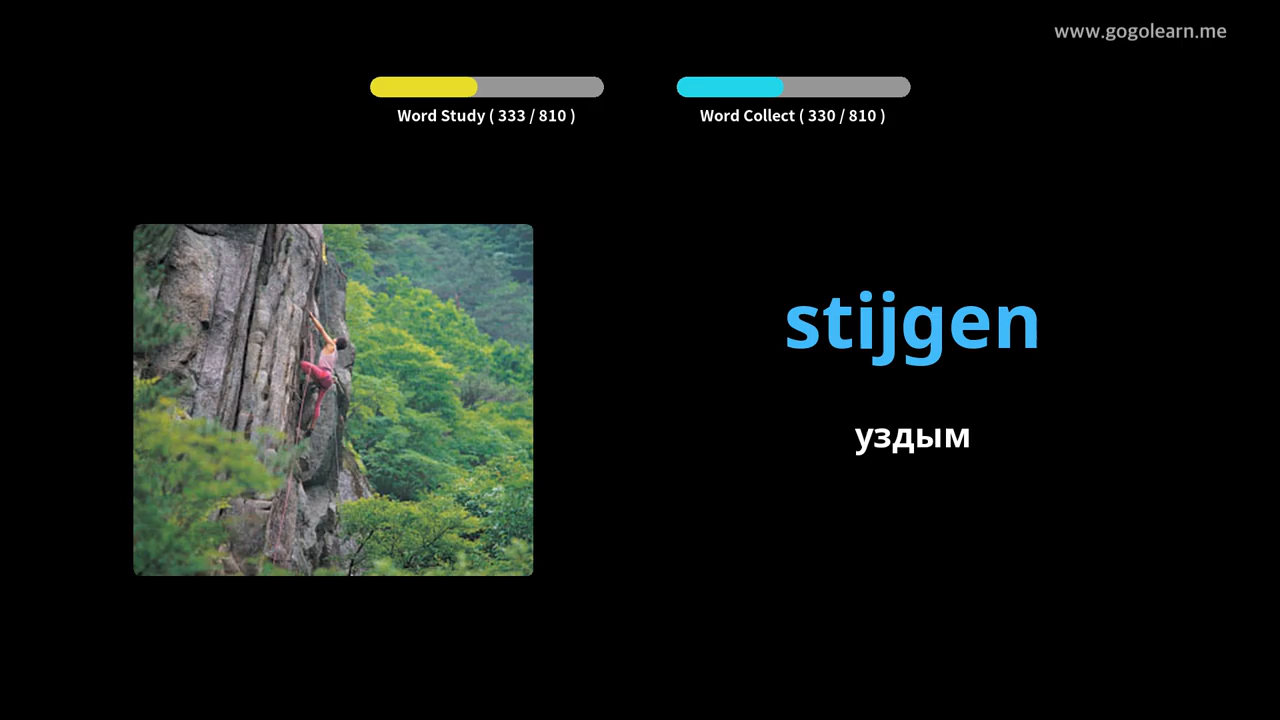 www.gogolearn.me
Word Study ( 333 / 810 )
Word Collect ( 330 / 810 )
stijgen
уздым